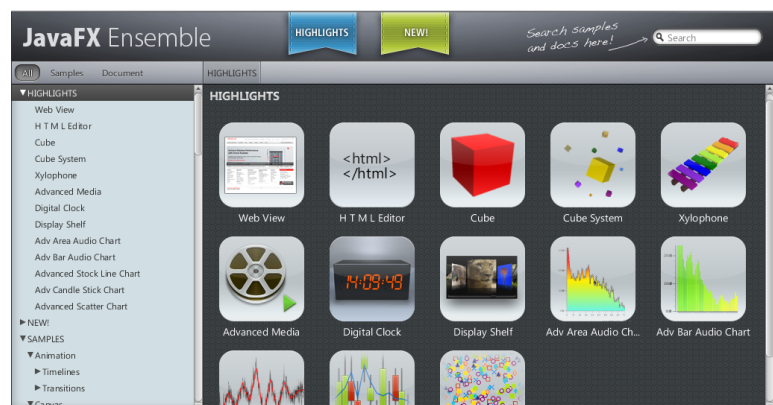 JavaFX Ensemble
HIGHLIGHTS
NEW!
Search samples
and docs here!
Search
All
Samples
Document
HIGHLIGHTS
▼HIGHLIGHTS
Web View
H T M L Editor
Cube
Cube System
Xylophone
Advanced Media
Digital Clock
Display Shelf
Adv Area Audio Chart
Adv Bar Audio Chart
Advanced Stock Line Chart
Adv Candle Stick Chart
Advanced Scatter Chart
▶NEW!
▼SAMPLES
▼Animation
▶Timelines
▶Transitions
▼Canvas
HIGHLIGHTS
<html>
</html>
Web View
H T M L Editor
Cube
Cube System
Xylophone
14:09:49
Advanced Media
Digital Clock
Display Shelf
Adv Area Audio Ch...
Adv Bar Audio Chart